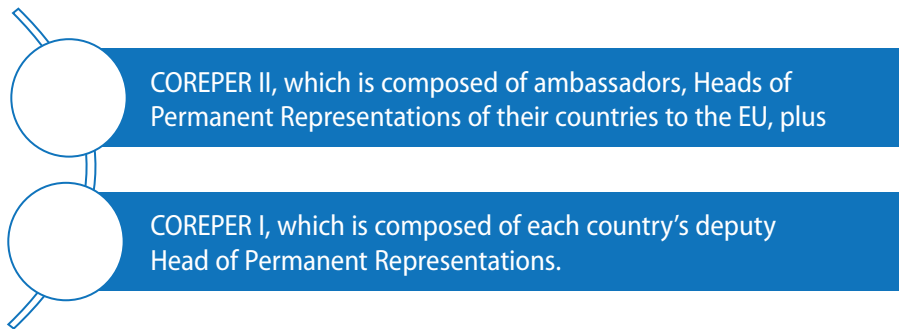 COREPER II, which is composed of ambassadors, Heads of
Permanent Representations of their countries to the EU, plus
COREPER I, which is composed of each country’s deputy
Head of Permanent Representations.